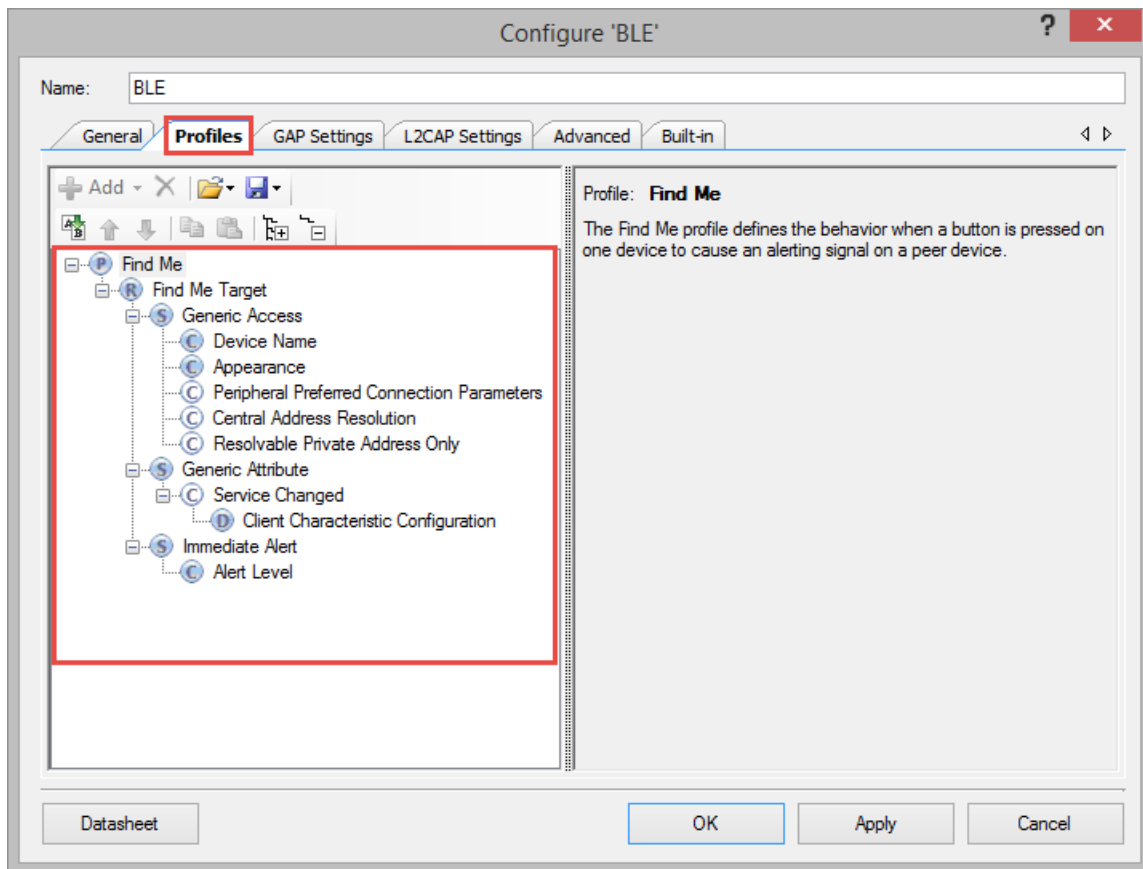 Configure 'BLE'
?
×
Name: BLE
General Profiles GAP Settings L2CAP Settings Advanced Built-in
Add
A B
P Find Me
R Find Me Target
S Generic Access
C Device Name
C Appearance
C Peripheral Preferred Connection Parameters
C Central Address Resolution
C Resolvable Private Address Only
S Generic Attribute
C Service Changed
D Client Characteristic Configuration
S Immediate Alert
C Alert Level
Profile: Find Me
The Find Me profile defines the behavior when a button is pressed on
one device to cause an alerting signal on a peer device.
Datasheet
OK
Apply
Cancel